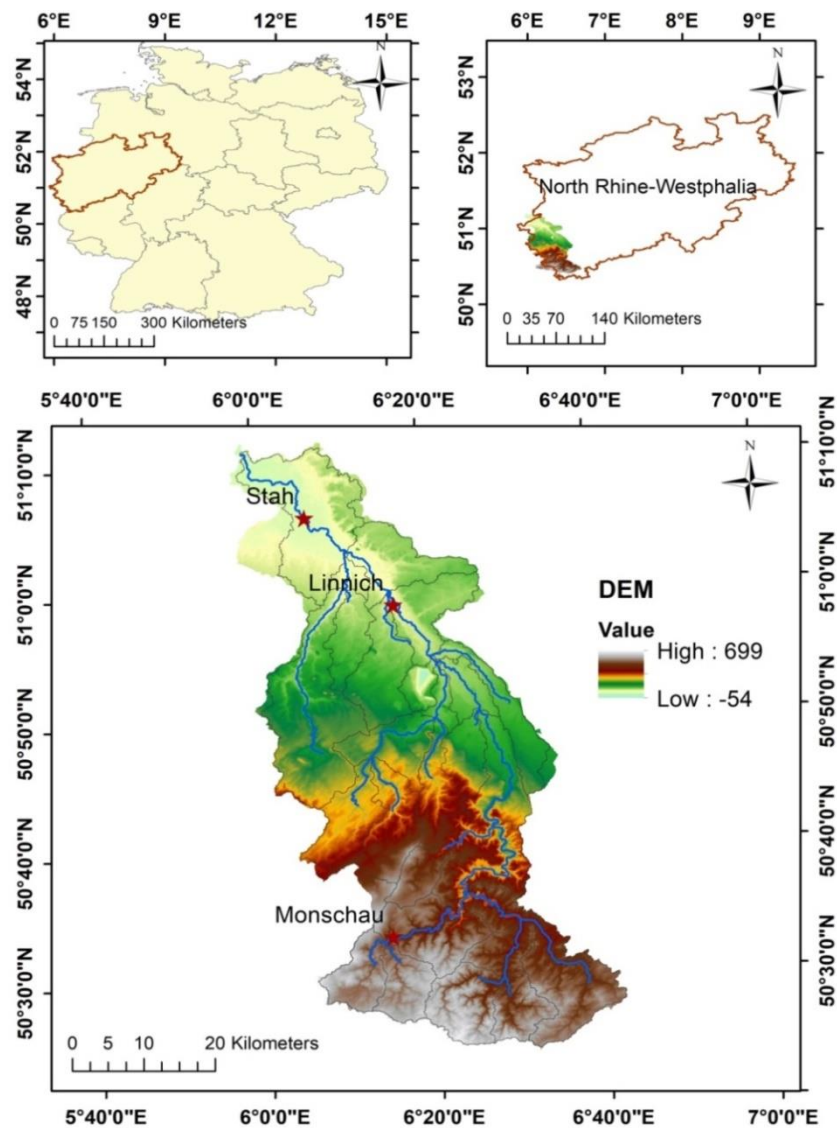 6°E 9°E 12°E 15°E
54°N
52°N
50°N
48°N
N
0 75 150 300 Kilometers
6°E 7°E 8°E 9°E
53°N
52°N
51°N
50°N
N
North Rhine-Westphalia
0 35 70 140 Kilometers
5°40'0"E 6°0'0"E 6°20'0"E 6°40'0"E 7°0'0"E
51°10'0"N
51°0'0"N
50°50'0"N
50°40'0"N
50°30'0"N
N
Stah
Linnich
Monschau
DEM
Value
High : 699
Low : -54
0 5 10 20 Kilometers
51°10'0"N
51°0'0"N
50°50'0"N
50°40'0"N
50°30'0"N
5°40'0"E 6°0'0"E 6°20'0"E 6°40'0"E 7°0'0"E